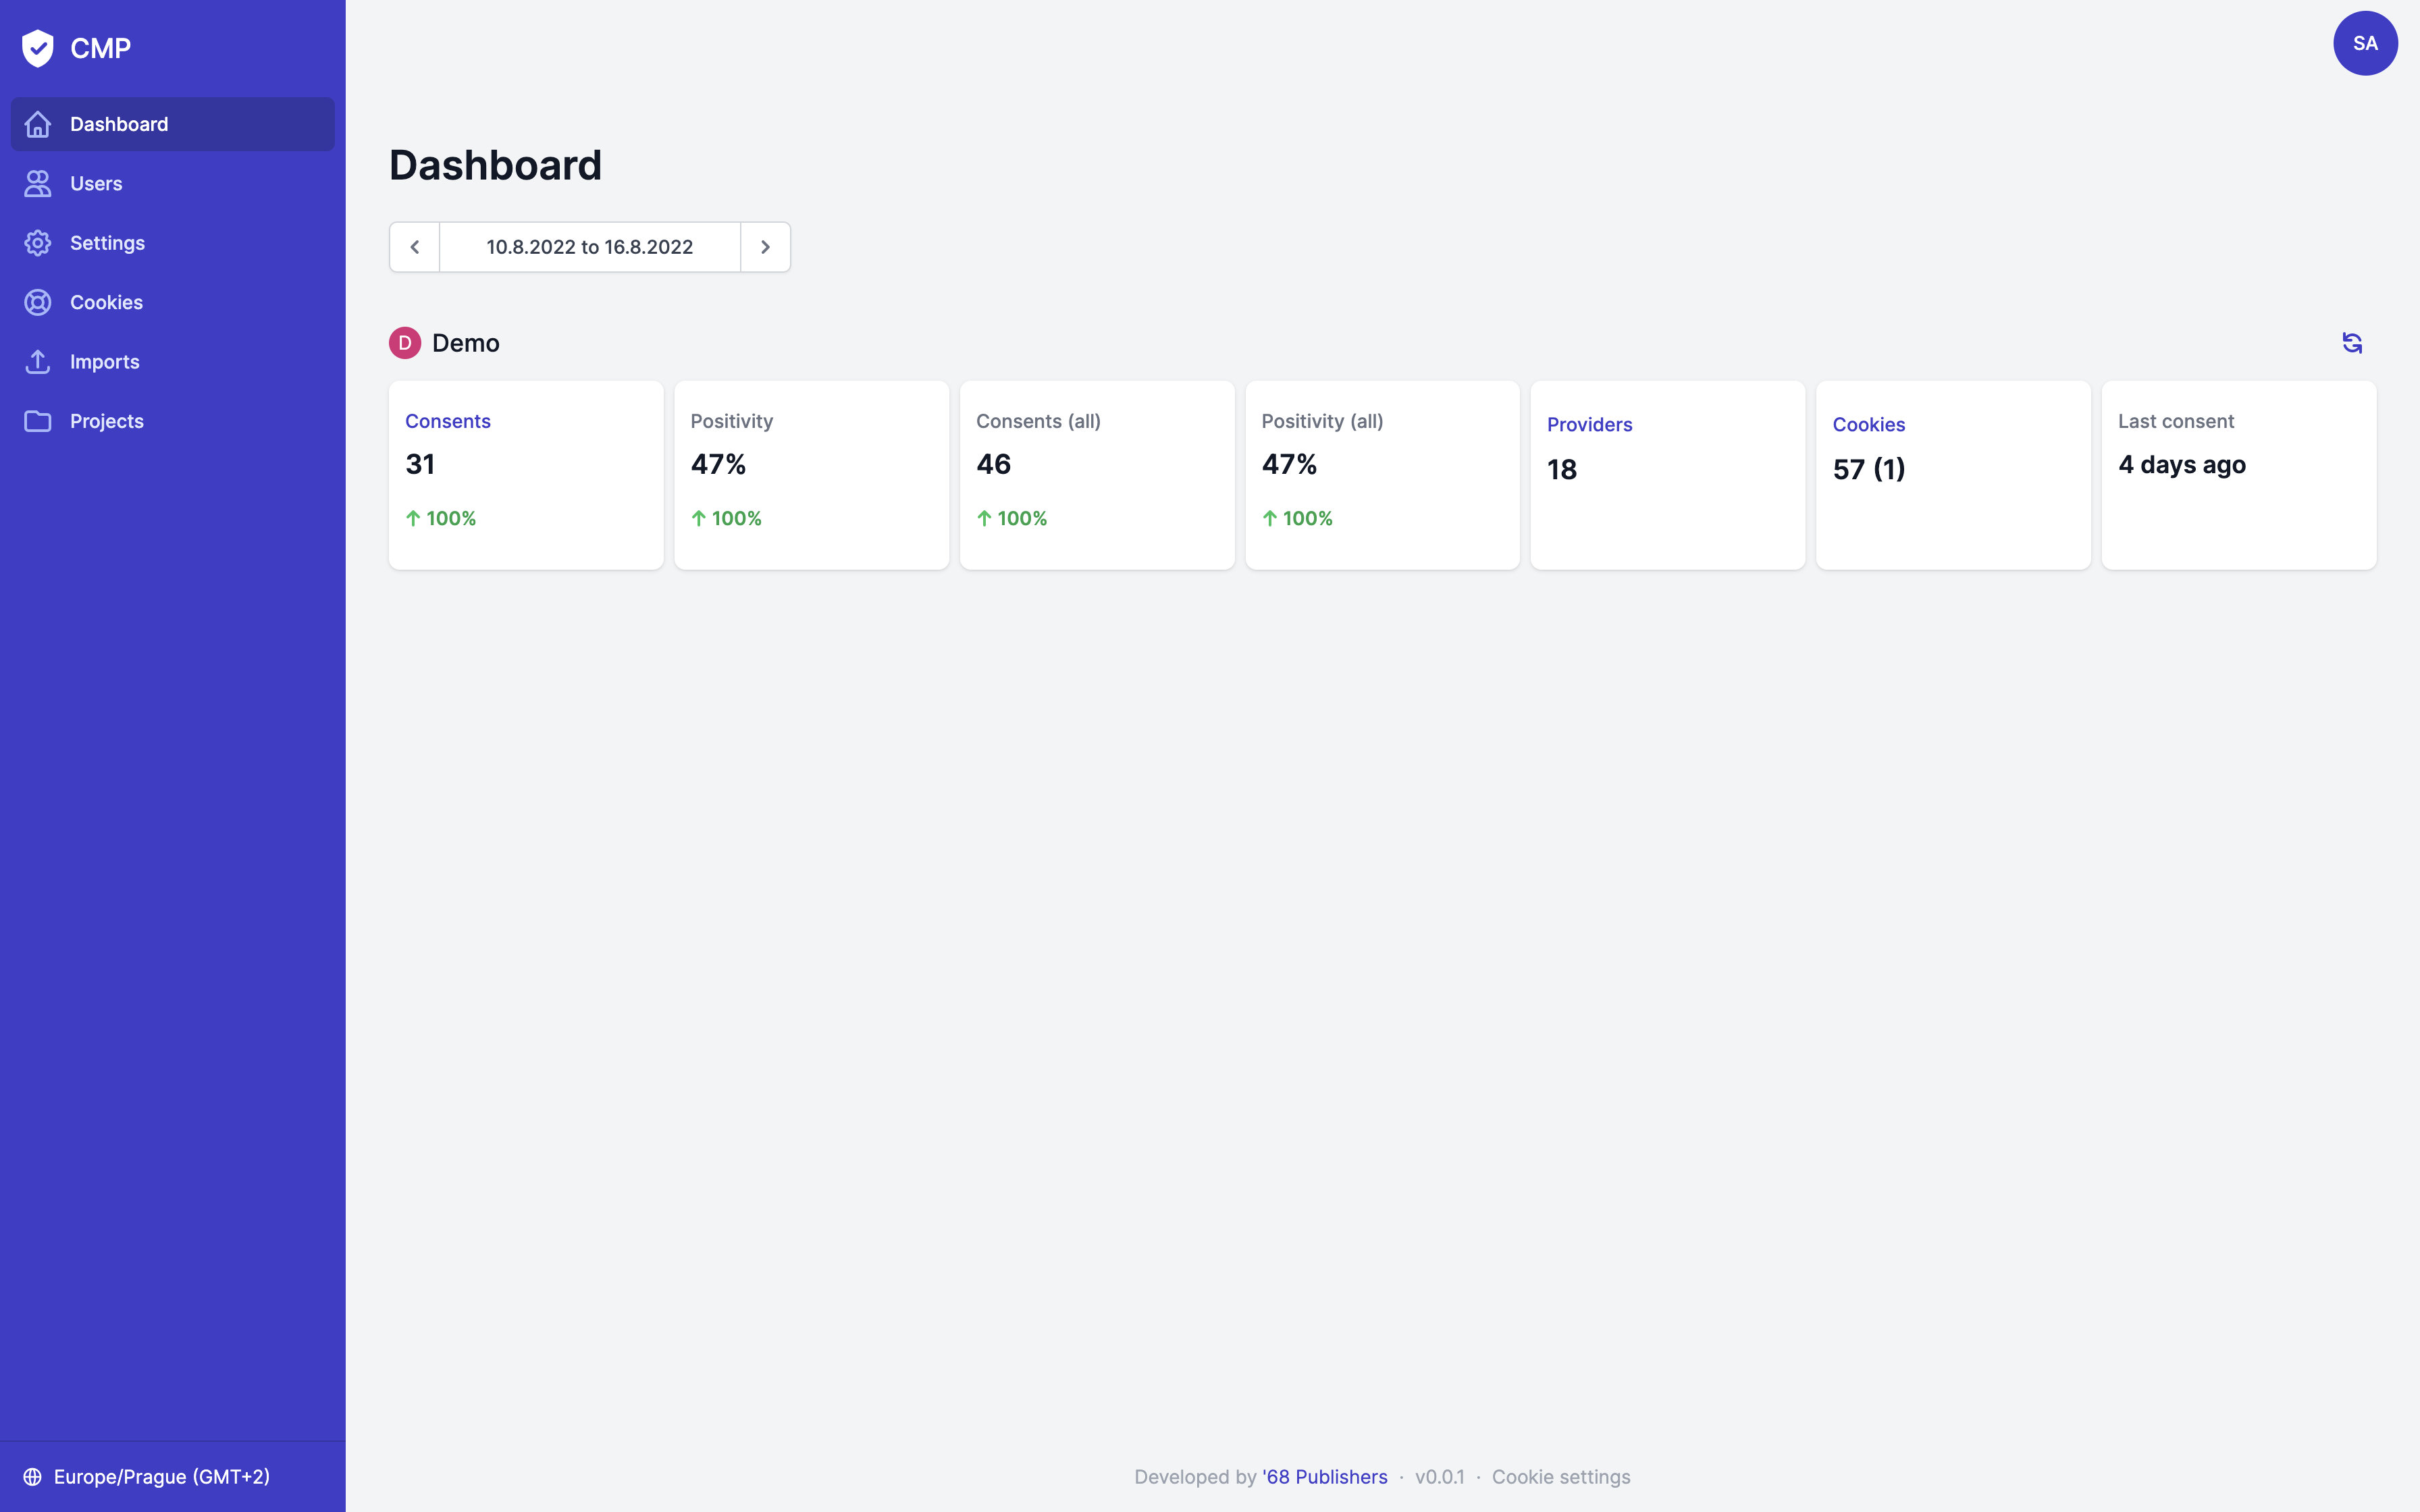 CMP
SA
Dashboard
Users
Settings
Cookies
Imports
Projects
Europe/Prague (GMT+2)
Dashboard
10.8.2022 to 16.8.2022
D Demo
Consents
31
100%
Positivity
47%
100%
Consents (all)
46
100%
Positivity (all)
47%
100%
Providers
18
Cookies
57 (1)
Last consent
4 days ago
Developed by '68 Publishers · v0.0.1 · Cookie settings